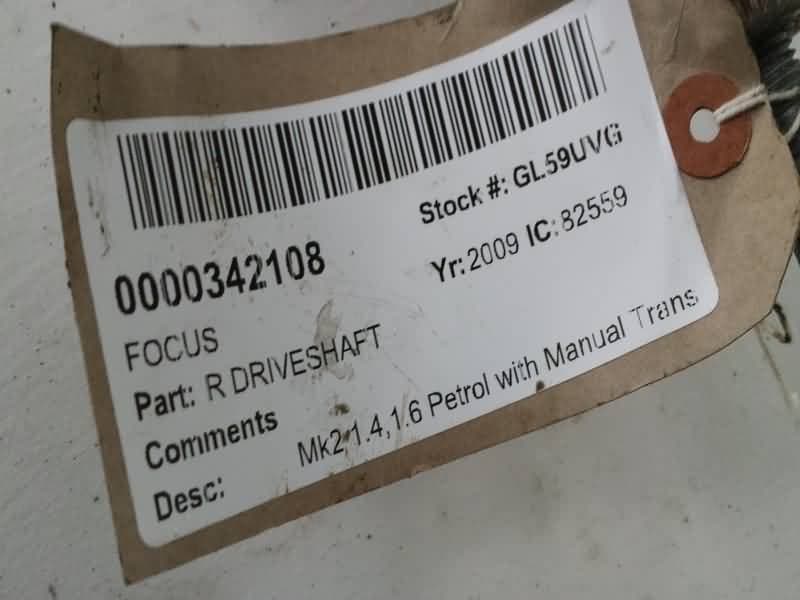 Stock #: GL59UVG
0000342108
Yr: 2009 IC: 82559
FOCUS
Part: R DRIVESHAFT
Comments
Mk2,1.4,1.6 Petrol with Manual Trans
Desc: